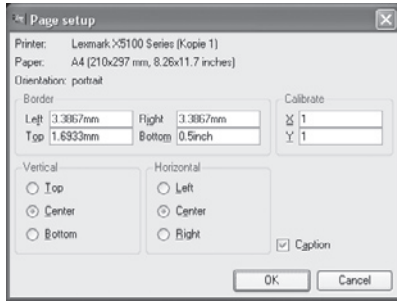 Page setup
Printer: Lexmark X5100 Series (Kopie 1)
Paper: A4 (210x297 mm, 8.26x11.7 inches)
Orientation: portrait
Border
Calibrate
Left 3.3867mm Right 3.3867mm X 1
Top 1.6933mm Bottom 0.5inch Y 1
Vertical
Horizontal
Top Left
Center Center
Bottom Right
Caption
OK Cancel